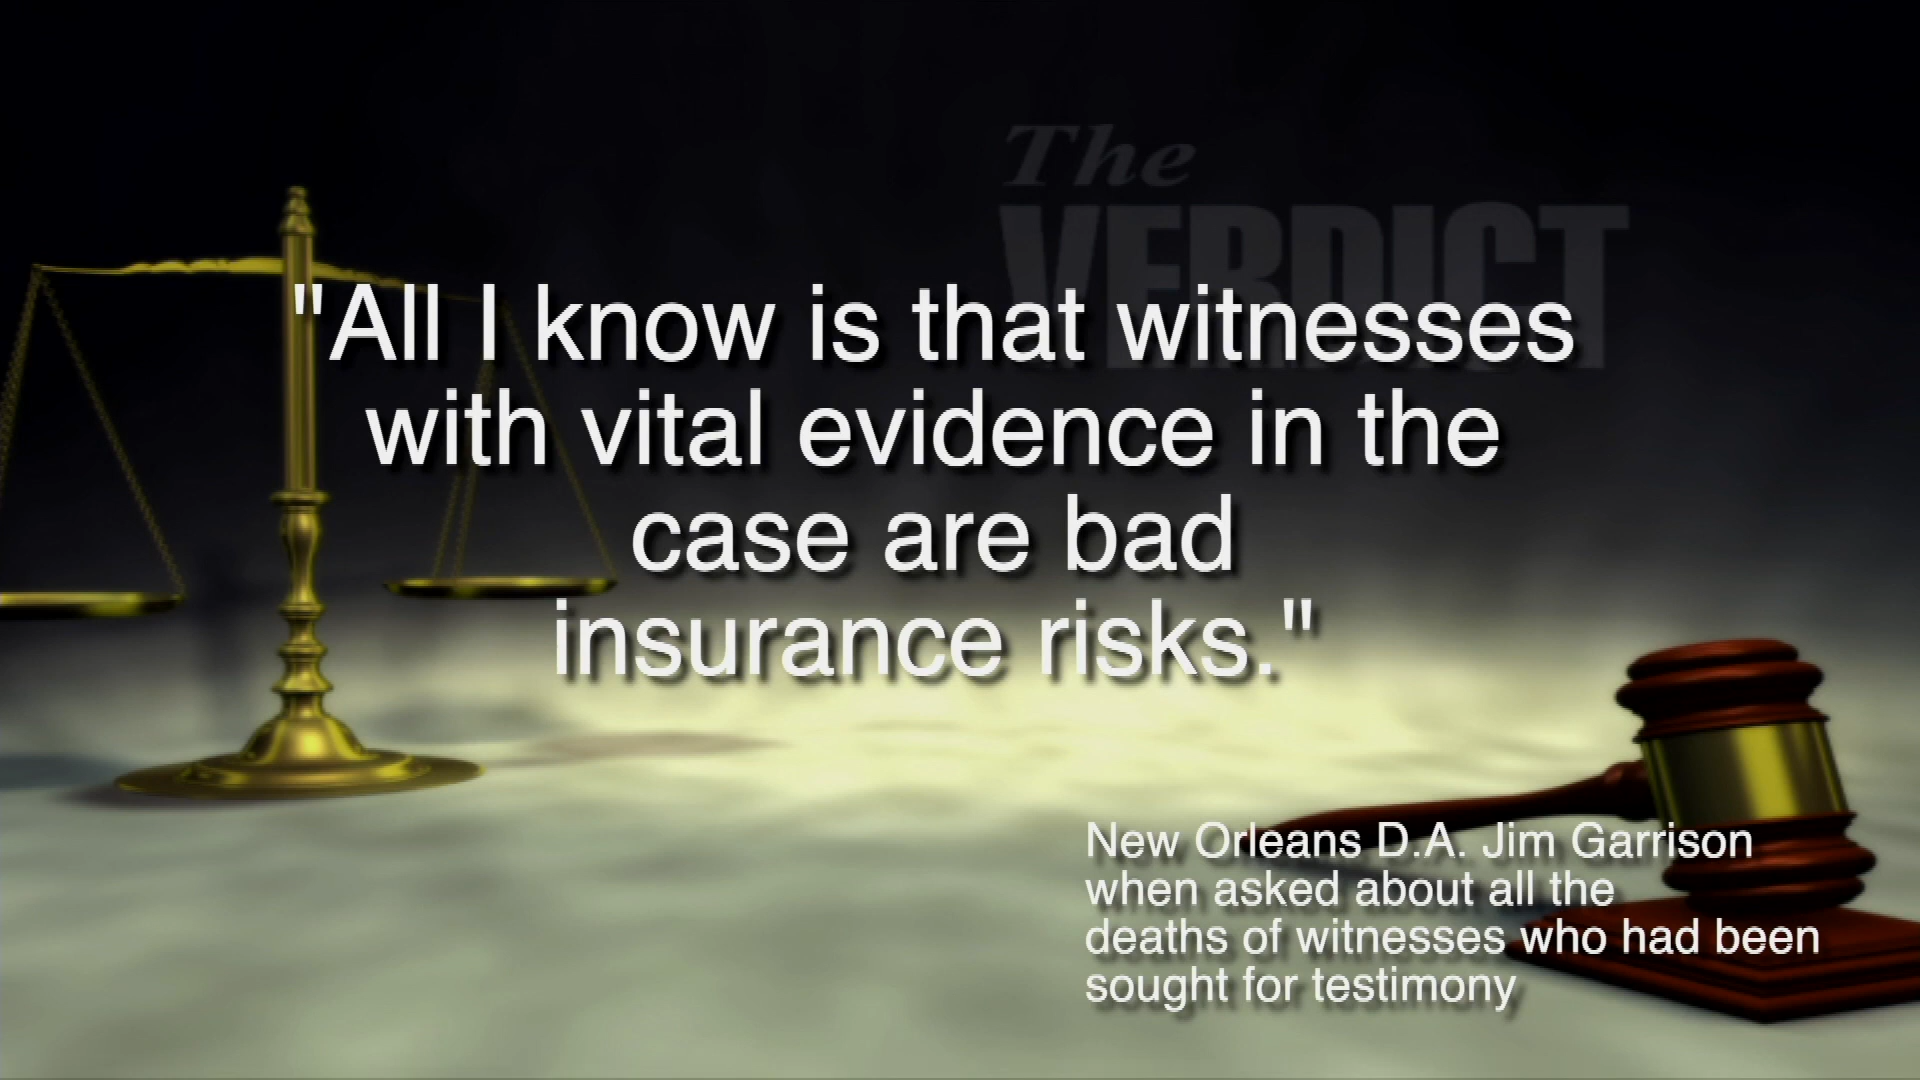 The
VERDICT
"All I know is that witnesses
with vital evidence in the
case are bad
insurance risks."
New Orleans D.A. Jim Garrison
when asked about all the
deaths of witnesses who had been
sought for testimony